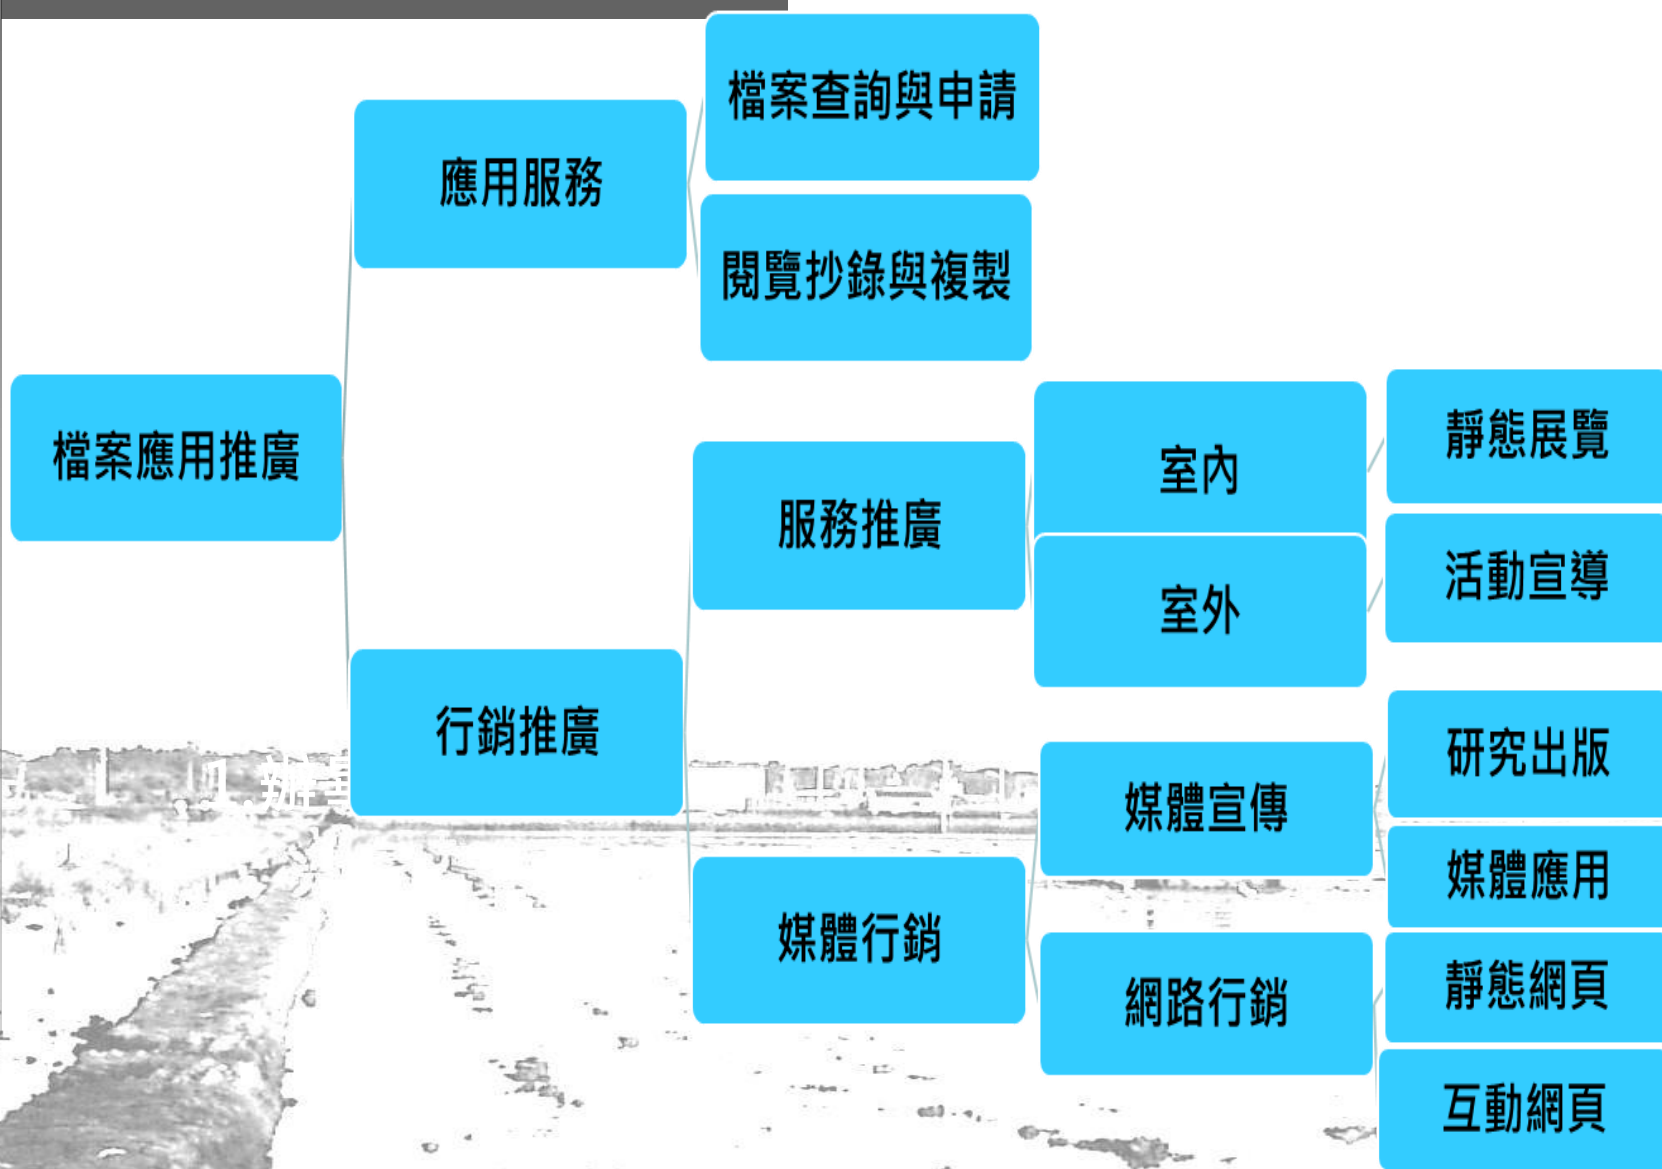 檔案應用推廣
應用服務
檔案查詢與申請
閱覽抄錄與複製
行銷推廣
服務推廣
室內
靜態展覽
室外
活動宣導
媒體行銷
媒體宣傳
研究出版
媒體應用
網路行銷
靜態網頁
互動網頁